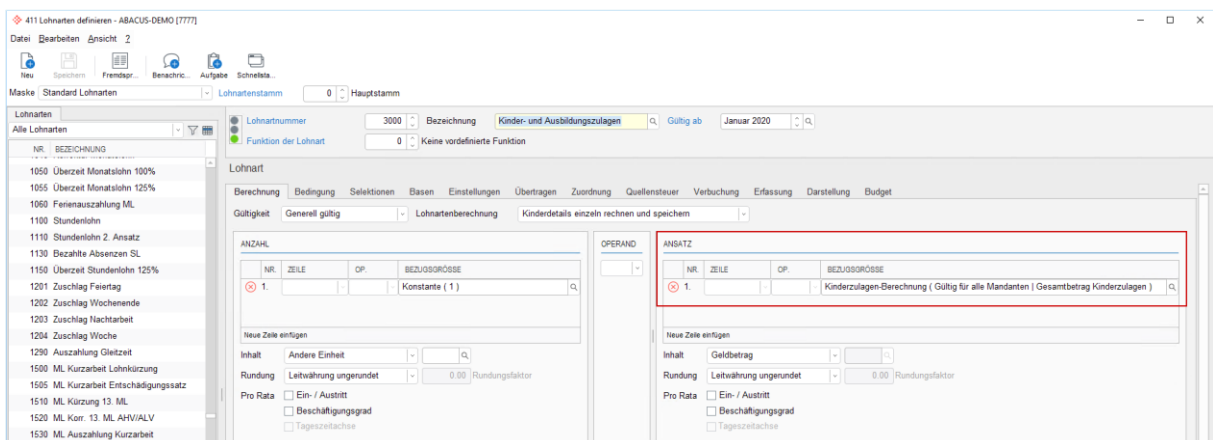 411 Lohnarten definieren - ABACUS-DEMO [7777]
Datei Bearbeiten Ansicht ?
Neu Speichern Fremdspr... Benachric... Aufgabe Schnellsta...
Maske Standard Lohnarten Lohnartenstamm 0 Hauptstamm
Lohnarten
Alle Lohnarten
NR. BEZEICHNUNG
1050 Überzeit Monatslohn 100%
1055 Überzeit Monatslohn 125%
1060 Ferienauszahlung ML
1100 Stundenlohn
1110 Stundenlohn 2. Ansatz
1130 Bezahlte Absenzen SL
1150 Überzeit Stundenlohn 125%
1201 Zuschlag Feiertag
1202 Zuschlag Wochenende
1203 Zuschlag Nachtarbeit
1204 Zuschlag Woche
1290 Auszahlung Gleitzeit
1500 ML Kurzarbeit Lohnkürzung
1505 ML Kurzarbeit Entschädigungssatz
1510 ML Kürzung 13. ML
1520 ML Korr. 13. ML AHV/ALV
1530 ML Auszahlung Kurzarbeit
Lohnartnummer 3000 Bezeichnung Kinder- und Ausbildungszulagen Gültig ab Januar 2020
Funktion der Lohnart 0 Keine vordefinierte Funktion
Lohnart
Berechnung Bedingung Selektionen Basen Einstellungen Übertragen Zuordnung Quellensteuer Verbuchung Erfassung Darstellung Budget
Gültigkeit Generell gültig Lohnartenberechnung Kinderdetails einzeln rechnen und speichern
ANZAHL
NR. ZEILE OP. BEZUGSGRÖSSE
1. Konstante ( 1 )
Neue Zeile einfügen
Inhalt Andere Einheit
Rundung Leitwährung ungerundet 0.00 Rundungsfaktor
Pro Rata Ein- / Austritt
Beschäftigungsgrad
Tageszeitachse
OPERAND
ANSATZ
NR. ZEILE OP. BEZUGSGRÖSSE
1. Kinderzulagen-Berechnung ( Gültig für alle Mandanten | Gesamtbetrag Kinderzulagen )
Neue Zeile einfügen
Inhalt Geldbetrag
Rundung Leitwährung ungerundet 0.00 Rundungsfaktor
Pro Rata Ein- / Austritt
Beschäftigungsgrad
Tageszeitachse